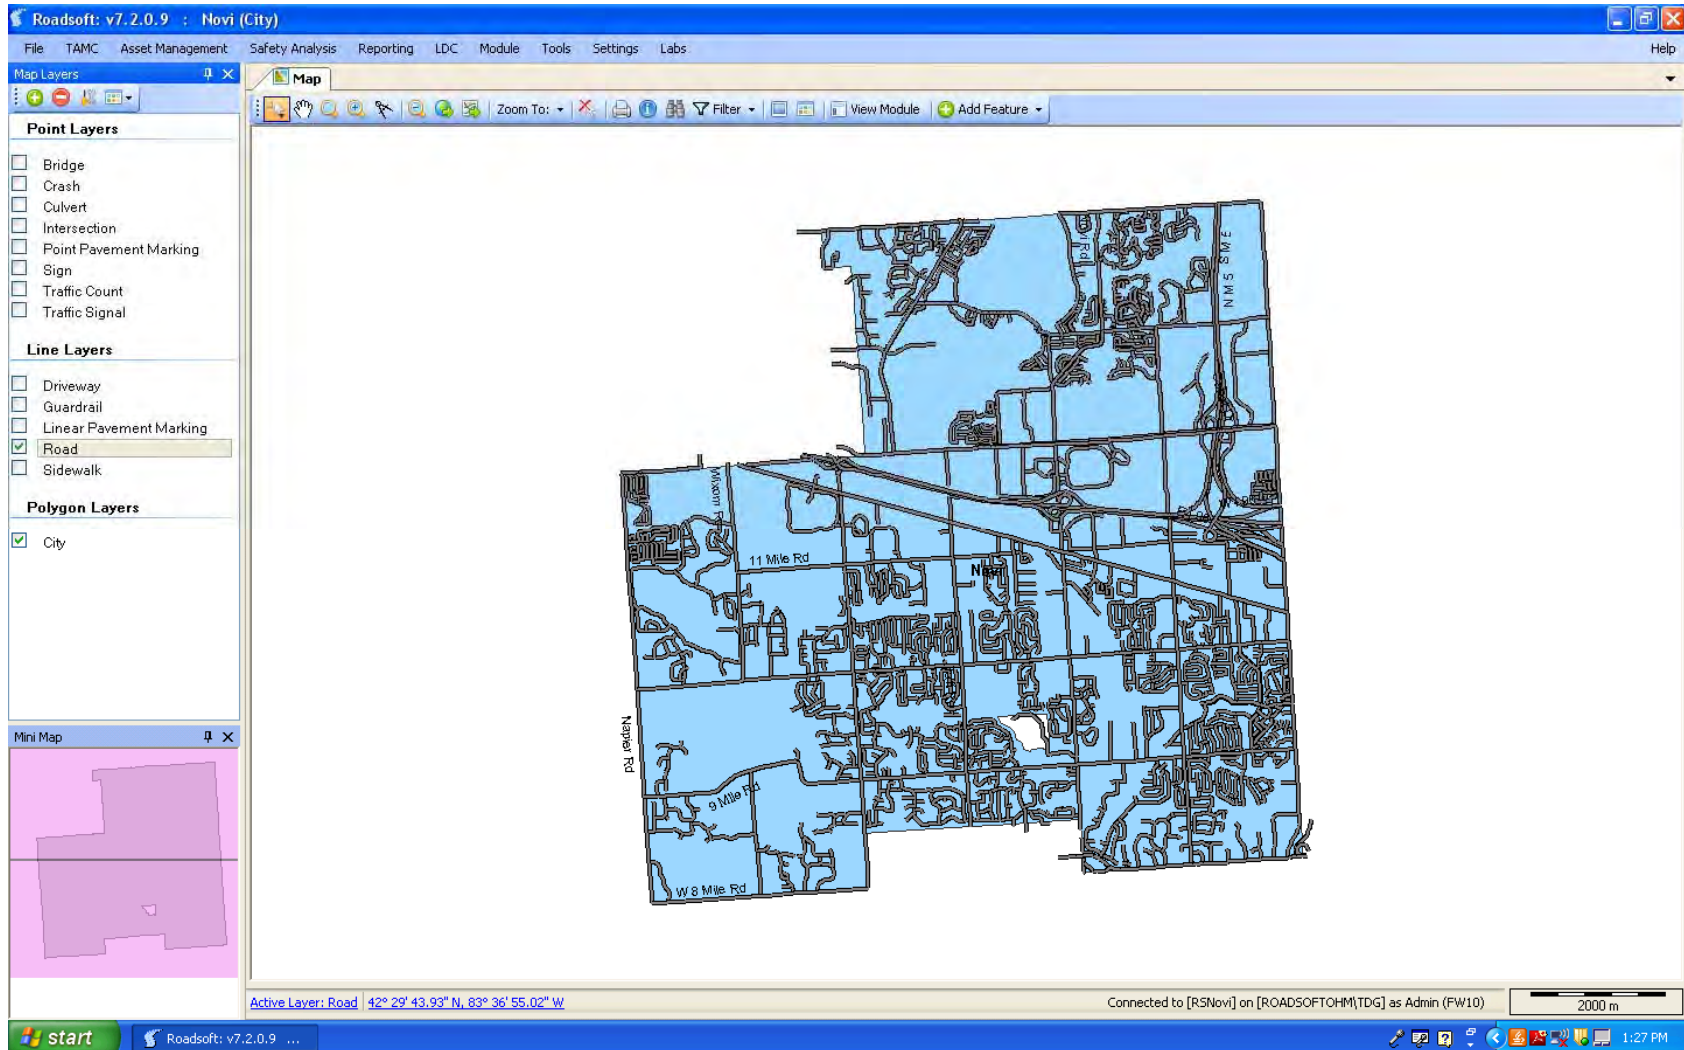 Roadsoft: v7.2.0.9 : Novi (City)
File TAMC Asset Management Safety Analysis Reporting LDC Module Tools Settings Labs Help
Map Layers
Map
Zoom To: Filter View Module Add Feature
Point Layers
Bridge
Crash
Culvert
Intersection
Point Pavement Marking
Sign
Traffic Count
Traffic Signal
Line Layers
Driveway
Guardrail
Linear Pavement Marking
Road
Sidewalk
Polygon Layers
City
Mini Map
11 Mile Rd
Novi
Napier Rd
9 Mile Rd
W 8 Mile Rd
Active Layer: Road 42° 29' 43.93" N, 83° 36' 55.02" W Connected to [RSNovi] on [ROADSOFTOHM\TDG] as Admin (FW10) 2000 m
start Roadsoft: v7.2.0.9 ... 1:27 PM